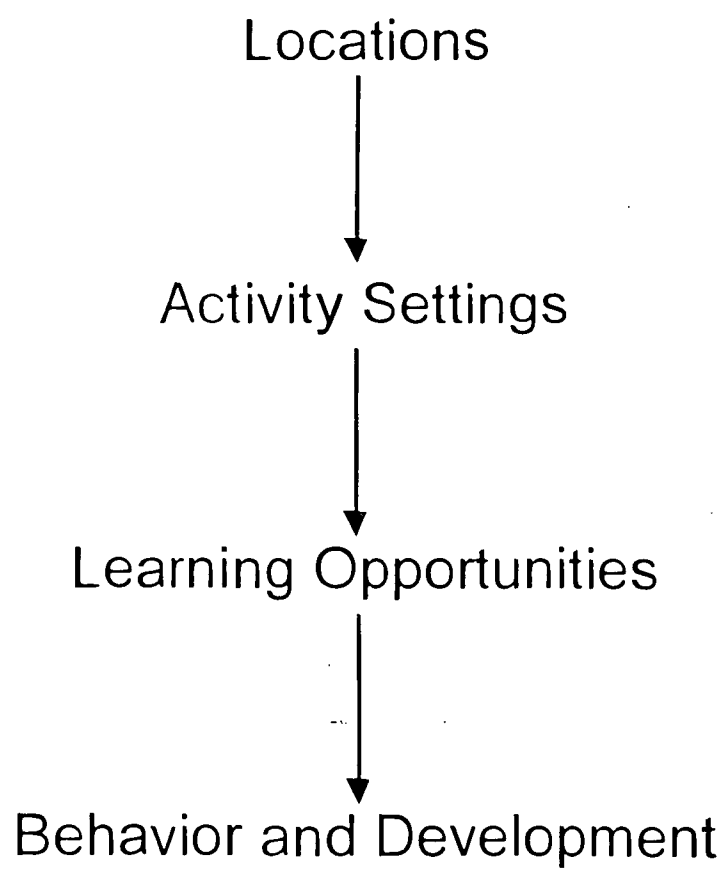 Locations
Activity Settings
Learning Opportunities
Behavior and Development